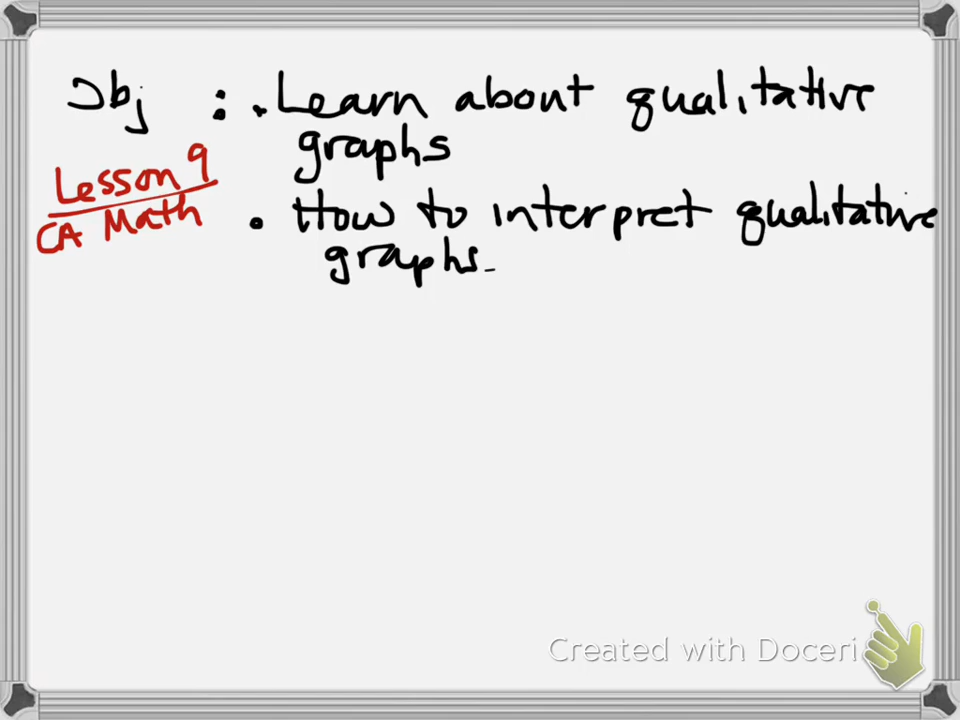 Obj : . Learn about qualitative
graphs
Lesson 9
CA Math
. How to interpret qualitative
graphs.
Created with Doceri